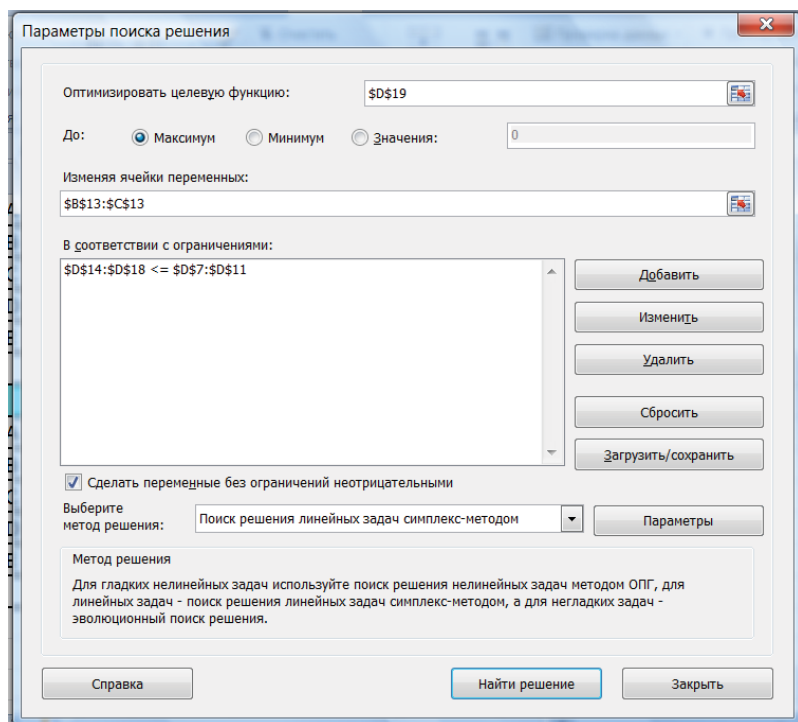 Параметры поиска решения
Оптимизировать целевую функцию:
$D$19
До:
Максимум
Минимум
Значения:
0
Изменяя ячейки переменных:
$B$13:$C$13
В соответствии с ограничениями:
$D$14:$D$18 <= $D$7:$D$11
Добавить
Изменить
Удалить
Сбросить
Загрузить/сохранить
Сделать переменные без ограничений неотрицательными
Выберите
метод решения:
Поиск решения линейных задач симплекс-методом
Параметры
Метод решения
Для гладких нелинейных задач используйте поиск решения нелинейных задач методом ОПГ, для
линейных задач - поиск решения линейных задач симплекс-методом, а для негладких задач -
эволюционный поиск решения.
Справка
Найти решение
Закрыть